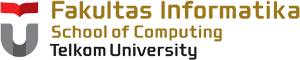 Fakultas Informatika
School of Computing
Telkom University